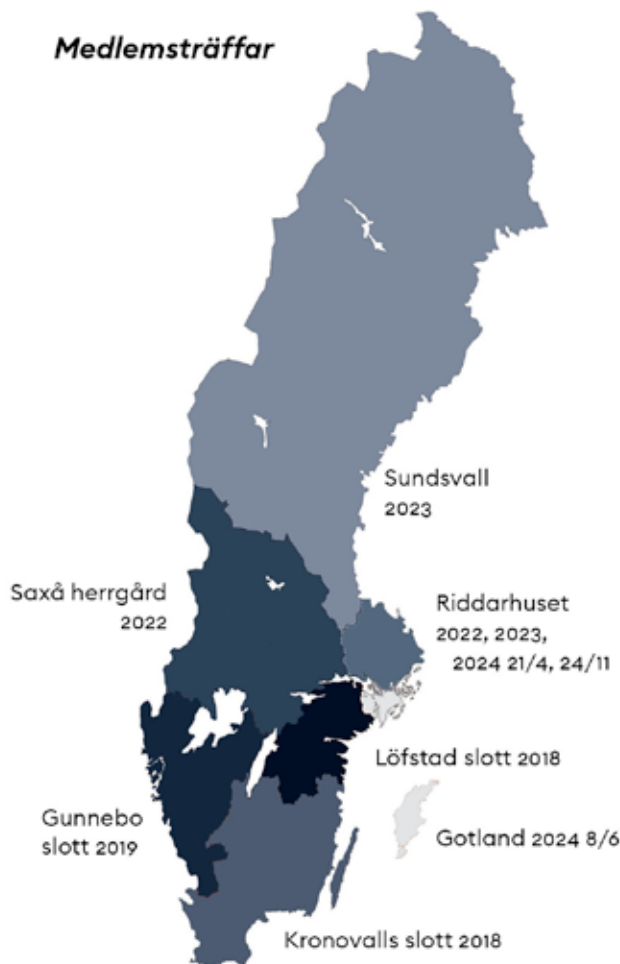 Medlemsträffar
Sundsvall
2023
Saxå herrgård
2022
Riddarhuset
2022, 2023,
2024 21/4, 24/11
Löfstad slott 2018
Gunnebo
slott 2019
Gotland 2024 8/6
Kronovalls slott 2018